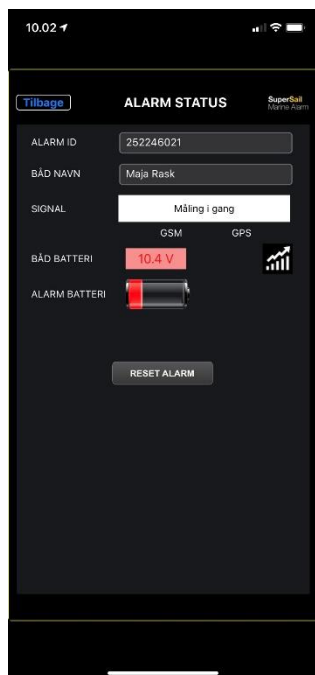 10.02
Tilbage
ALARM STATUS
SuperSail
Marine Alarm
ALARM ID
252246021
BÅD NAVN
Maja Rask
SIGNAL
Måling i gang
GSM
GPS
BÅD BATTERI
10.4 V
ALARM BATTERI
RESET ALARM